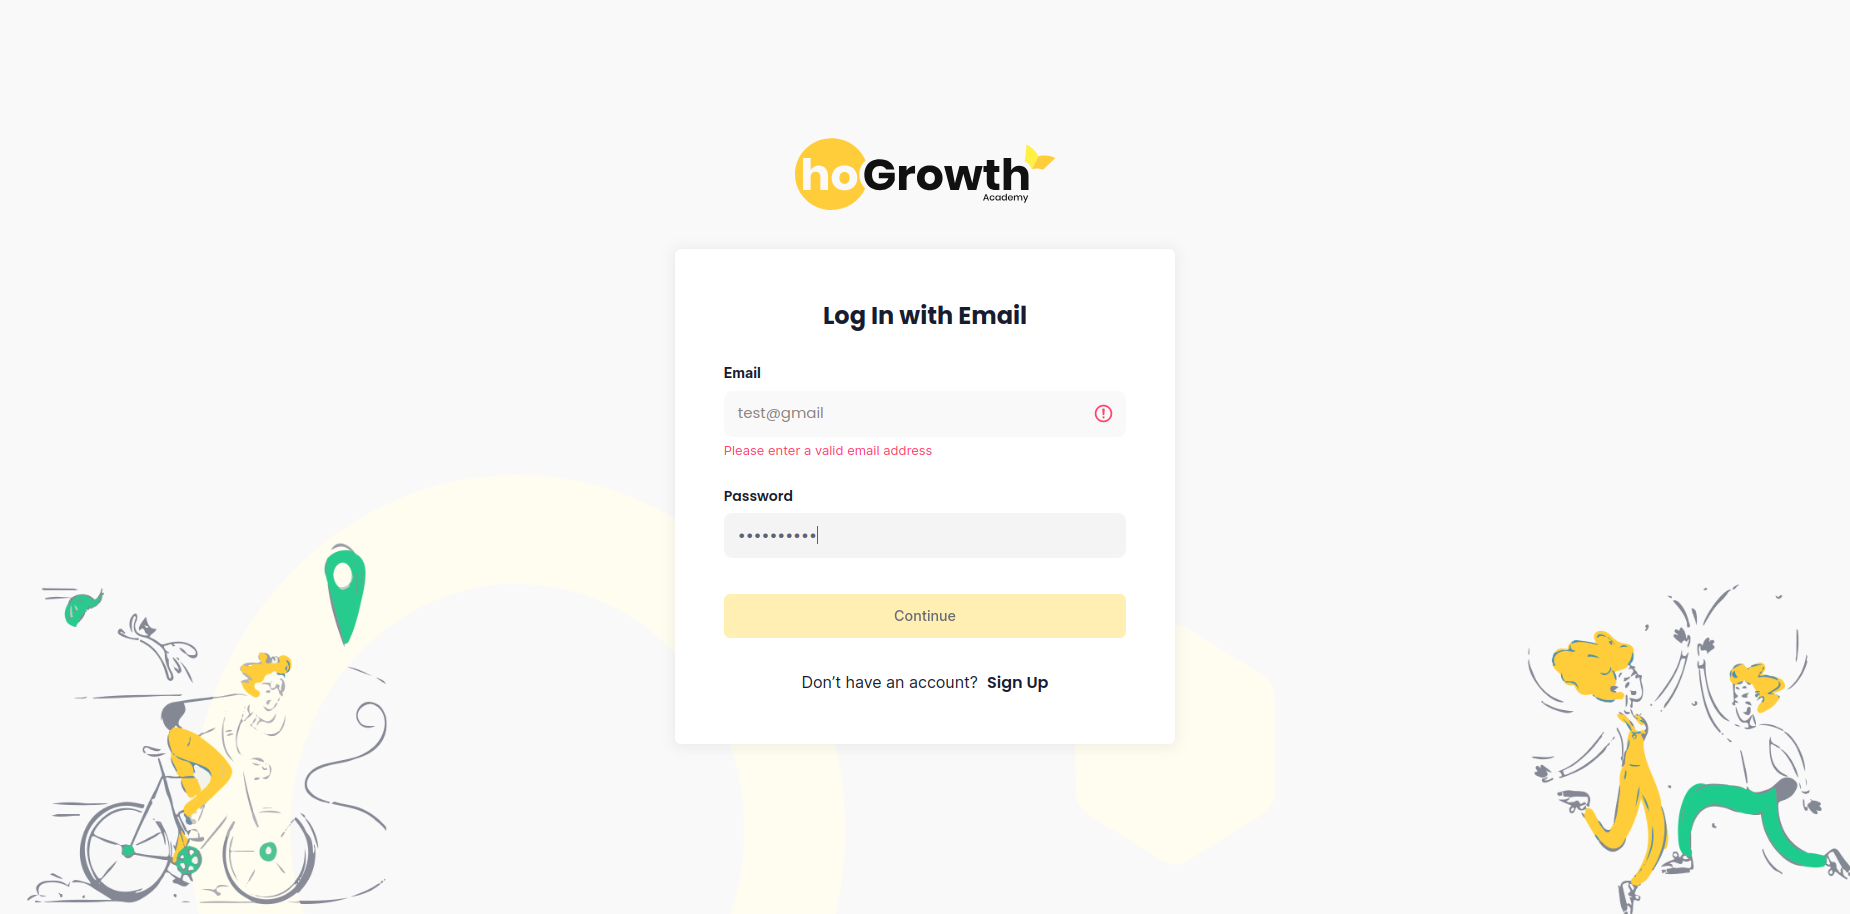 hoGrowth
Academy
Log In with Email
Email
test@gmail
Please enter a valid email address
Password
••••••••••
Continue
Don’t have an account? Sign Up